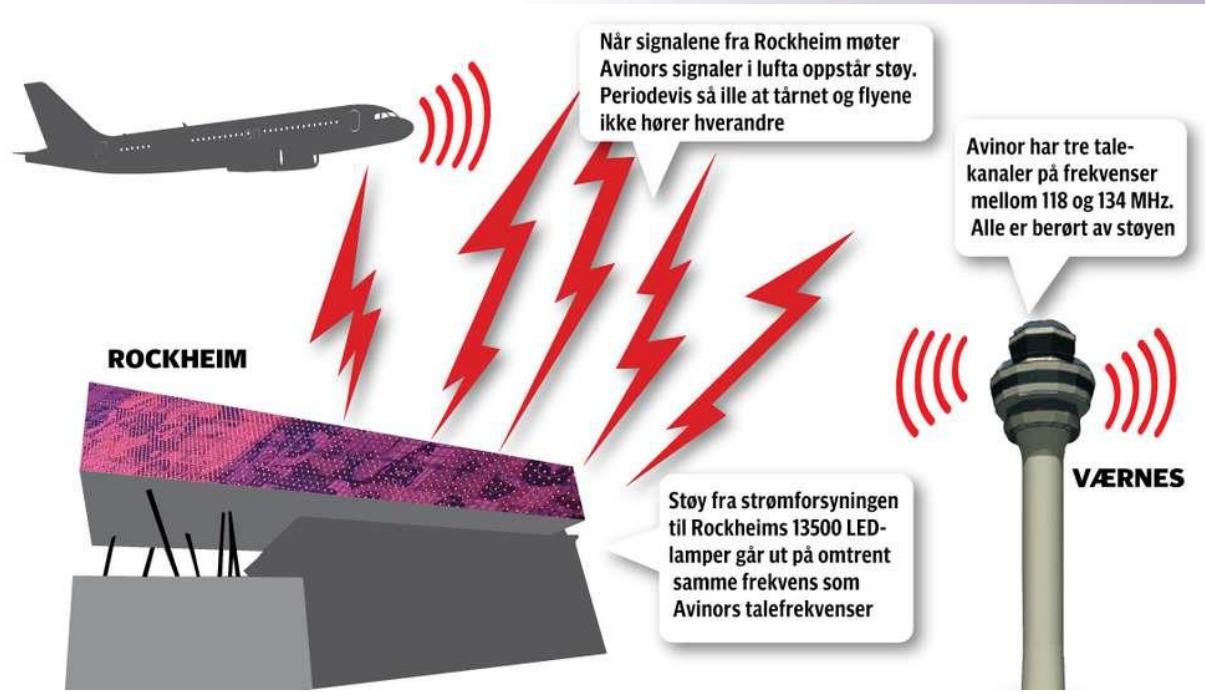 Når signalene fra Rockheim møter
Avinors signaler i lufta oppstår støy.
Periodevis så ille at tårnet og flyene
ikke hører hverandre
Avinor har tre tale-
kanaler på frekvenser
mellom 118 og 134 MHz.
Alle er berørt av støyen
ROCKHEIM
VÆRNES
Støy fra strømforsyningen
til Rockheims 13500 LED-
lamper går ut på omtrent
samme frekvens som
Avinors talefrekvenser